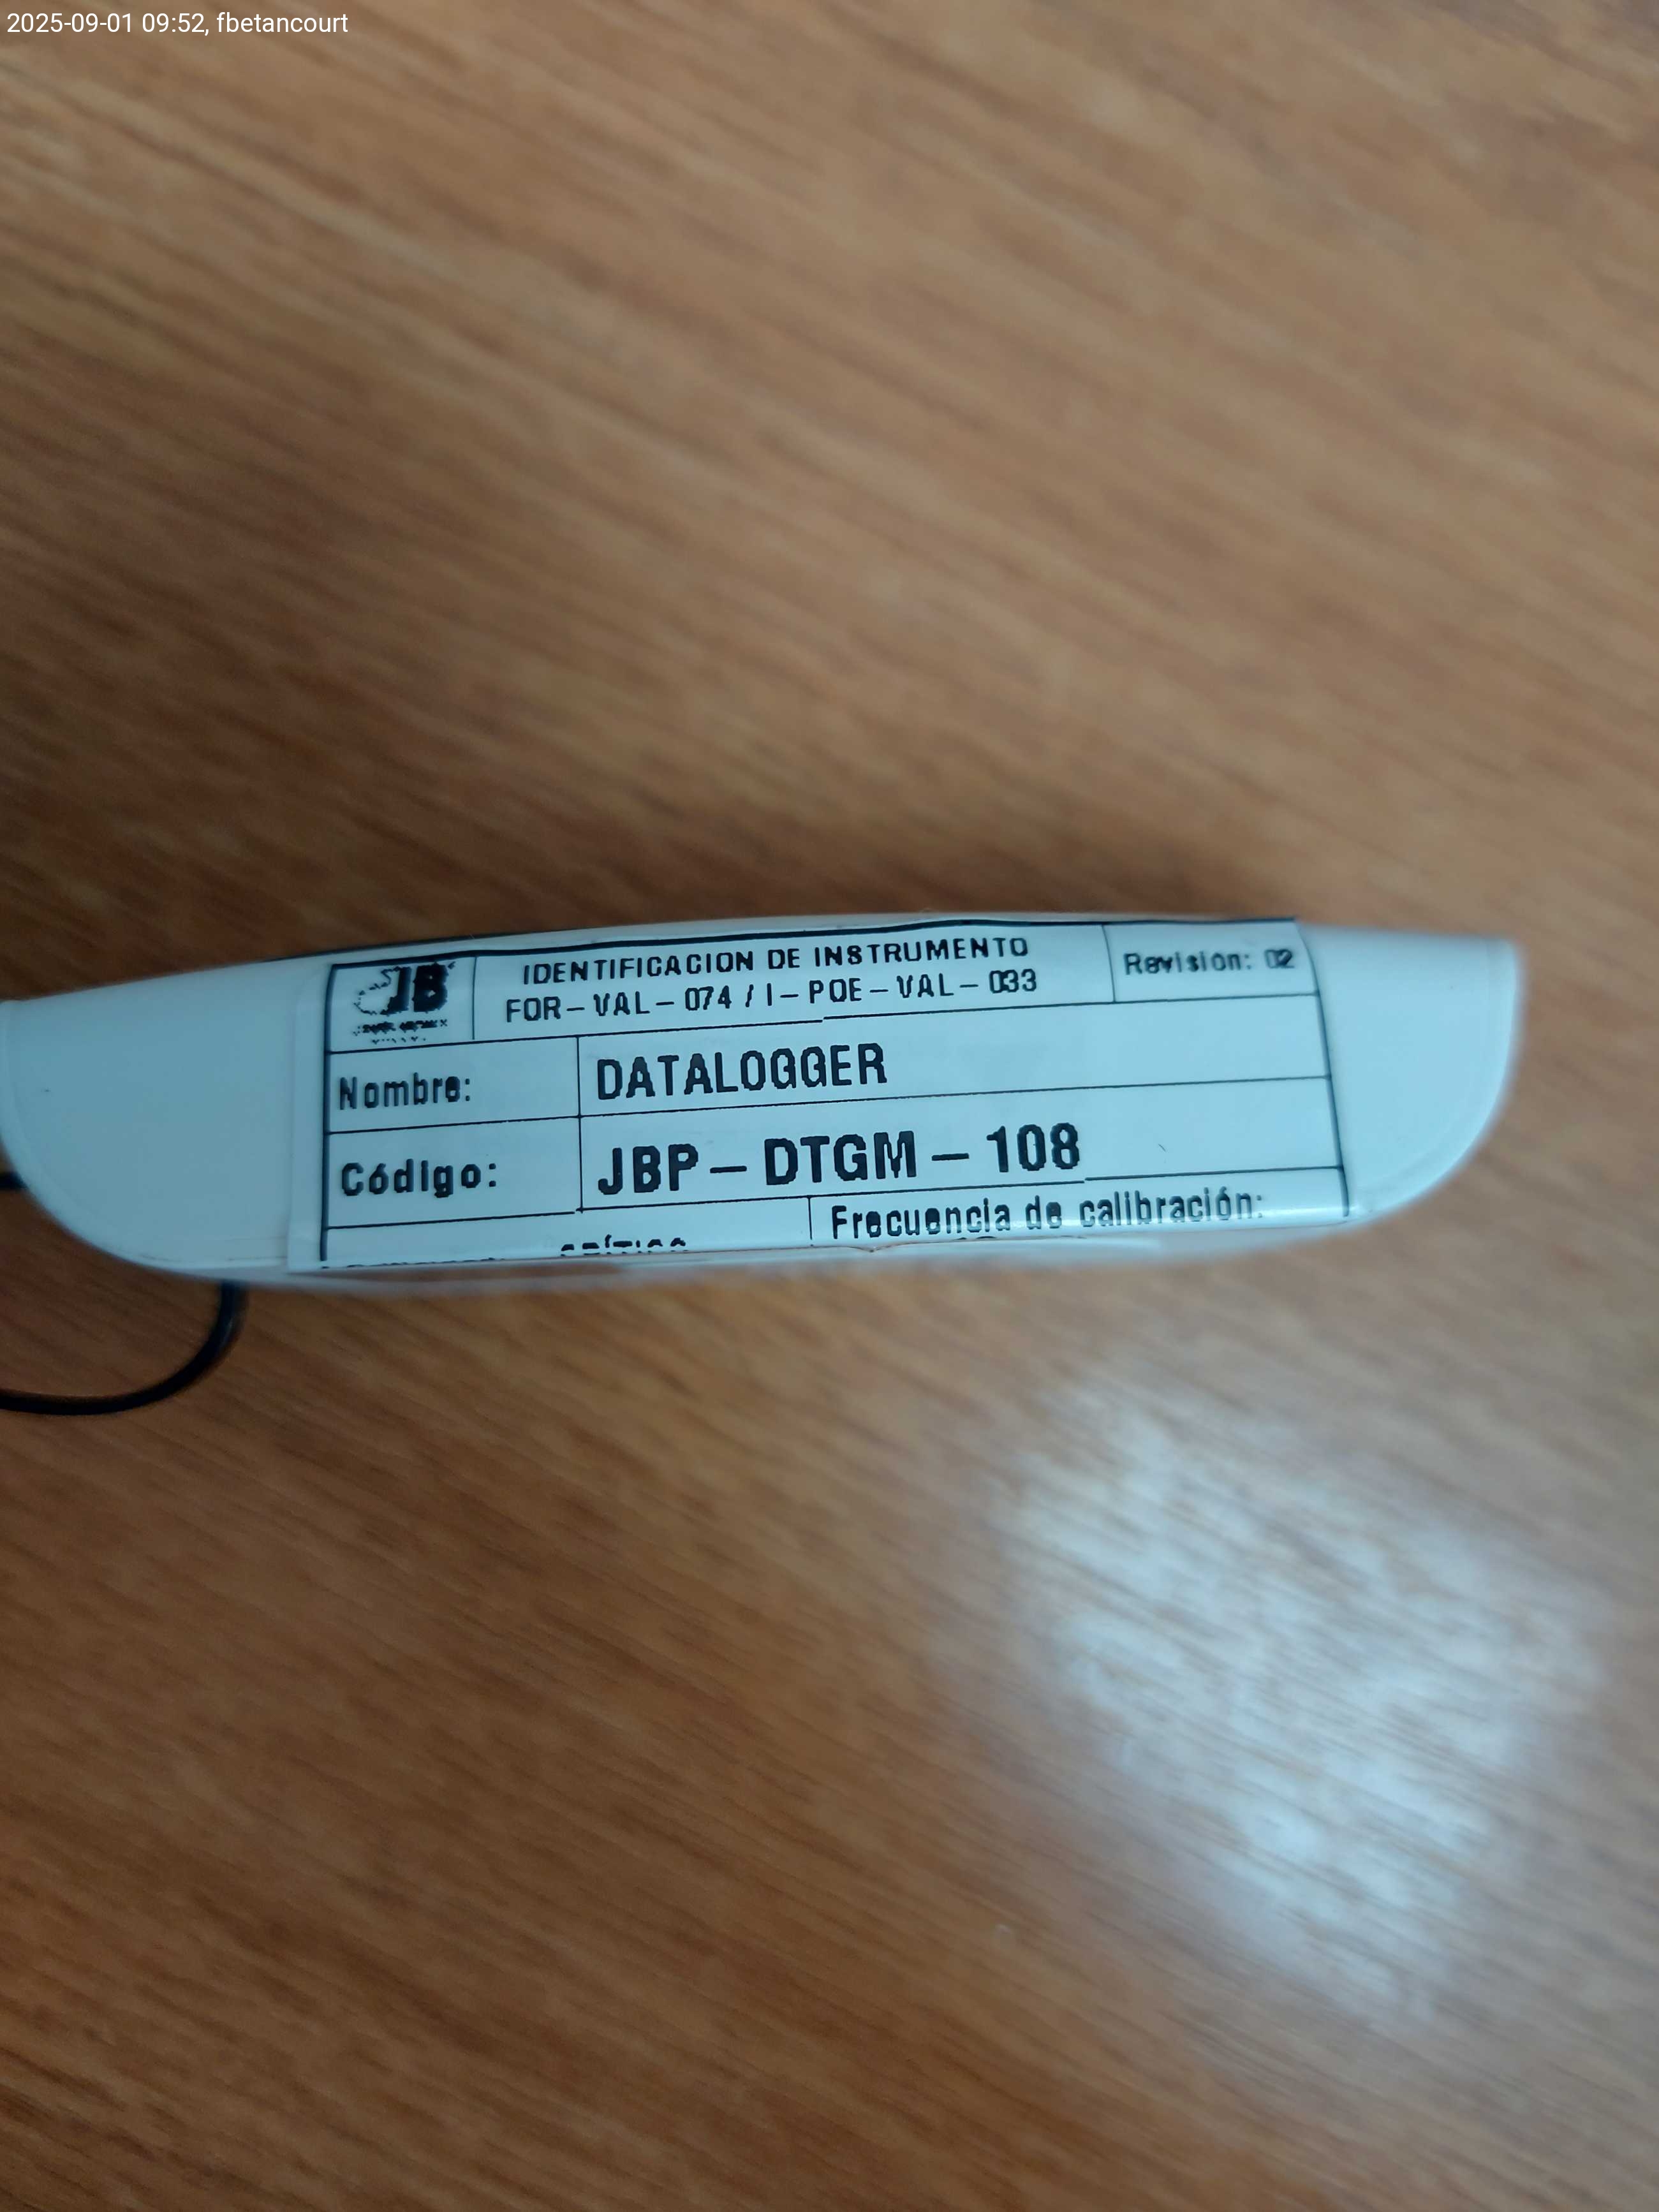 2025-09-01 09:52, fbetancourt
JB
IDENTIFICACION DE INSTRUMENTO
FOR-VAL-074 / I-POE-VAL-033
Revision: 02
Nombre: DATALOGGER
Código: JBP-DTGM-108
Frecuencia de calibración: